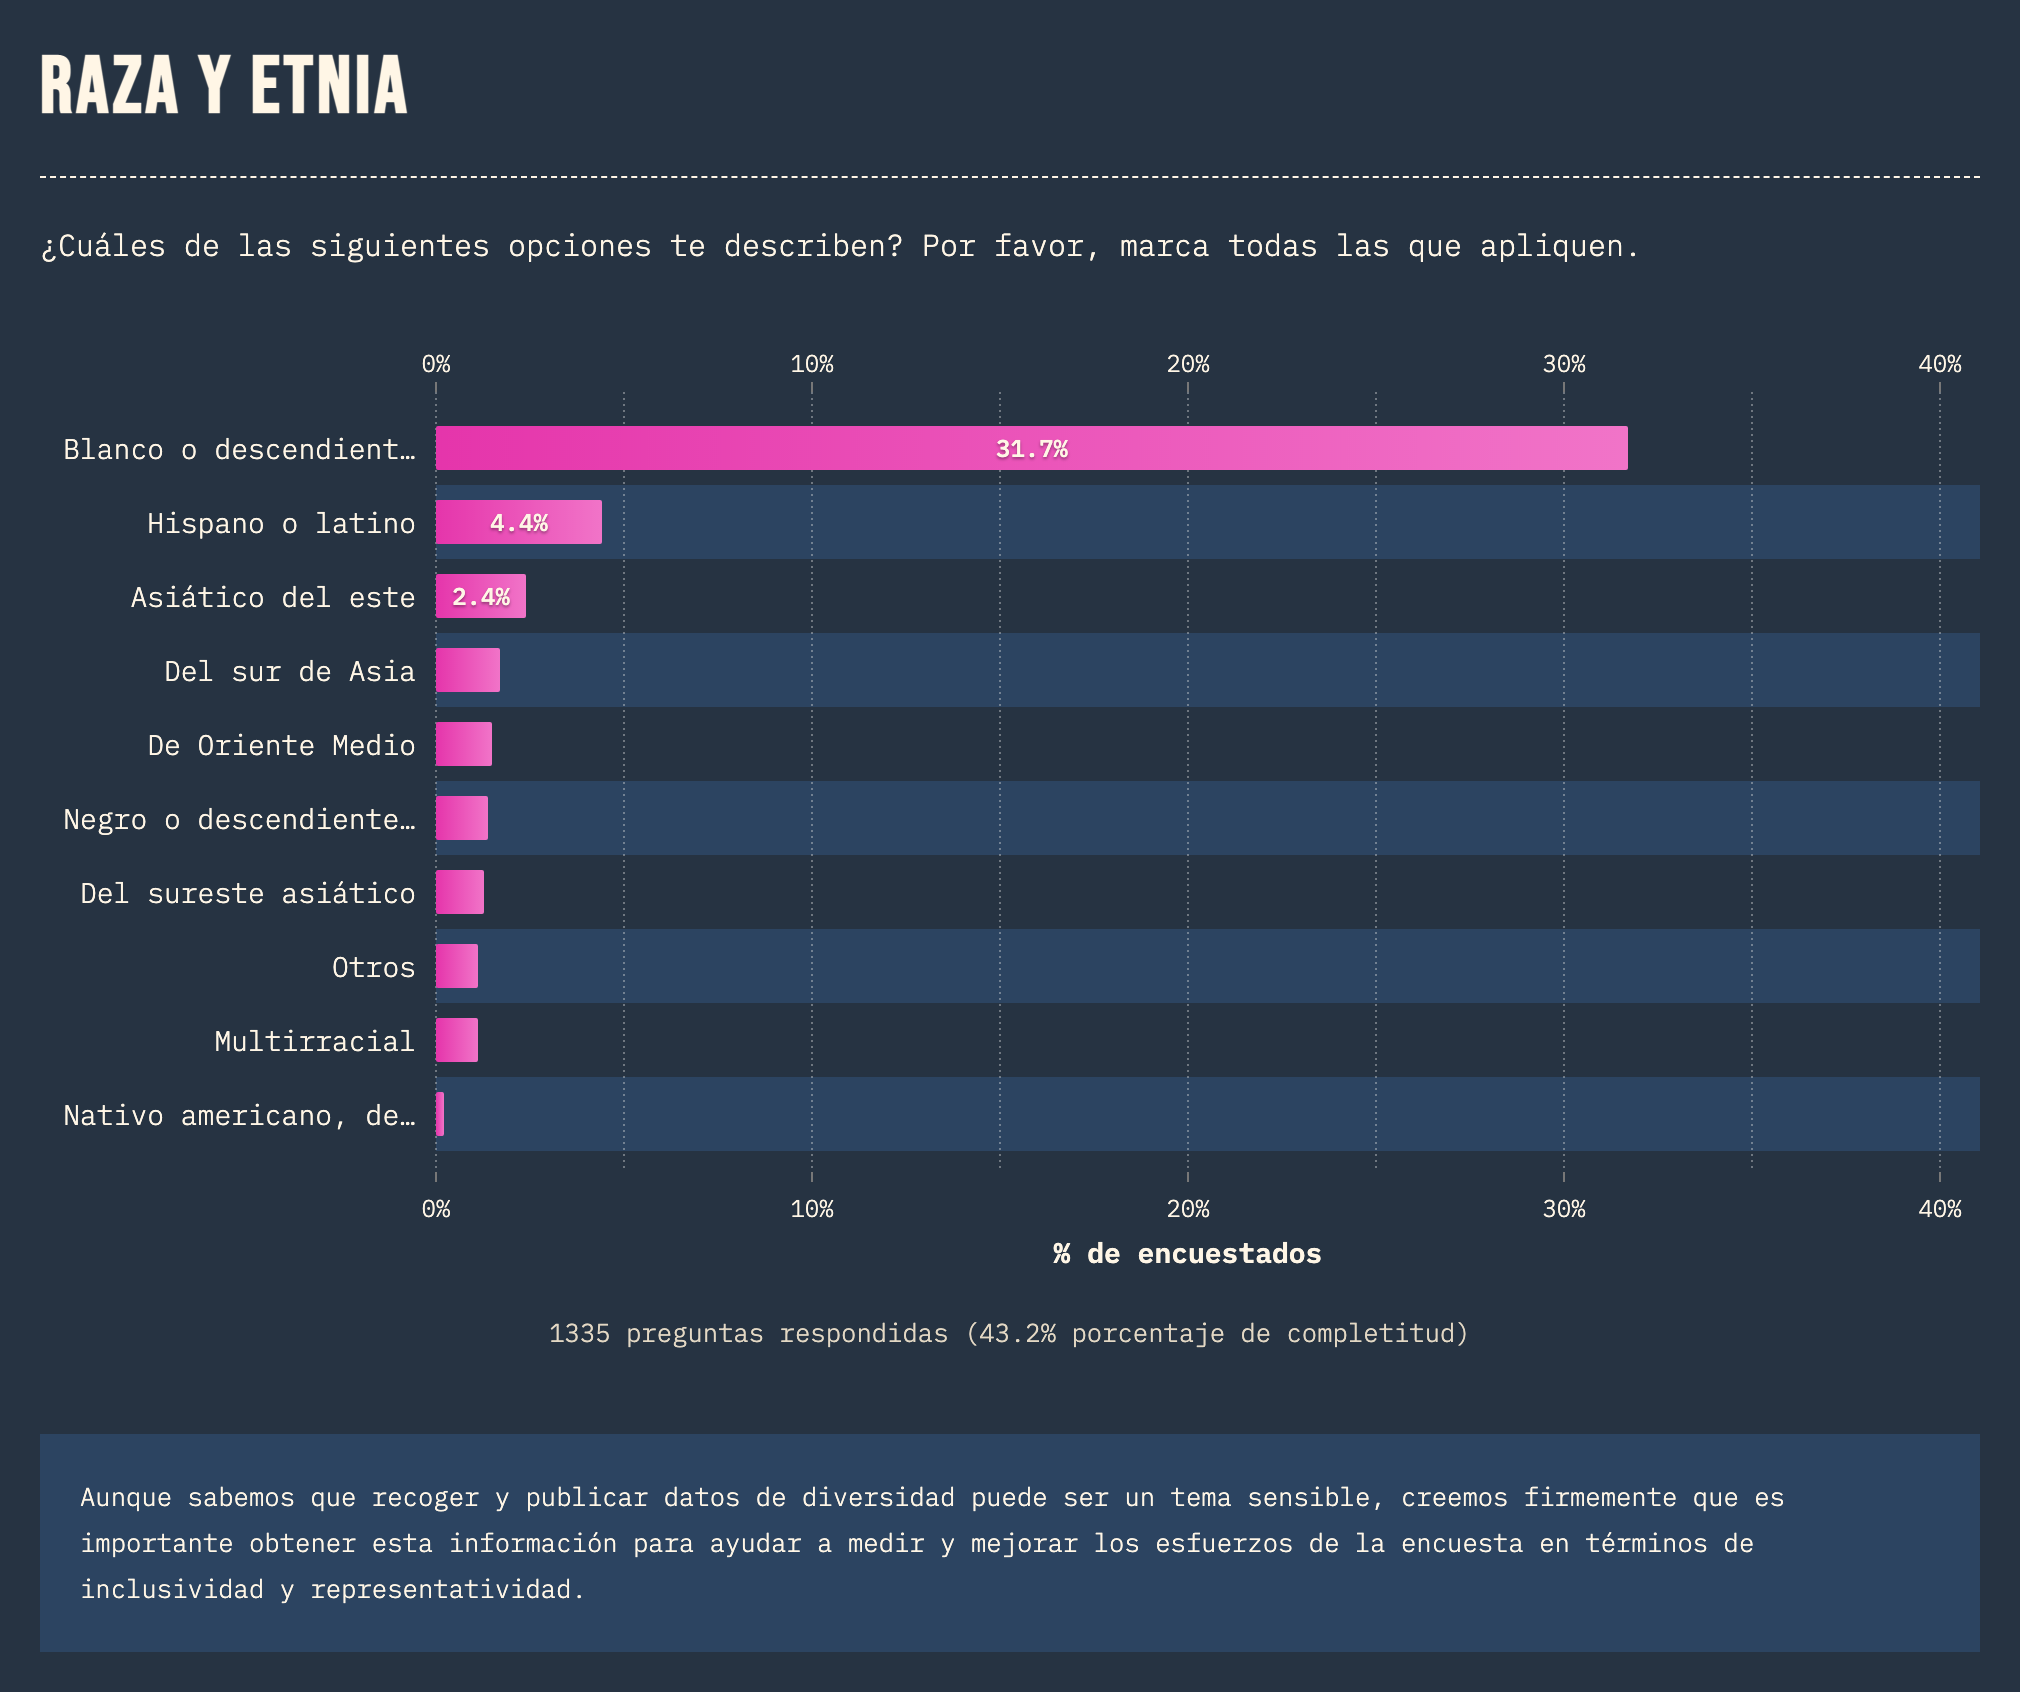 RAZA Y ETNIA
¿Cuáles de las siguientes opciones te describen? Por favor, marca todas las que apliquen.
0% 10% 20% 30% 40%
Blanco o descendient… 31.7%
Hispano o latino 4.4%
Asiático del este 2.4%
Del sur de Asia
De Oriente Medio
Negro o descendiente…
Del sureste asiático
Otros
Multirracial
Nativo americano, de…
0% 10% 20% 30% 40%
% de encuestados
1335 preguntas respondidas (43.2% porcentaje de completitud)
Aunque sabemos que recoger y publicar datos de diversidad puede ser un tema sensible, creemos firmemente que es
importante obtener esta información para ayudar a medir y mejorar los esfuerzos de la encuesta en términos de
inclusividad y representatividad.